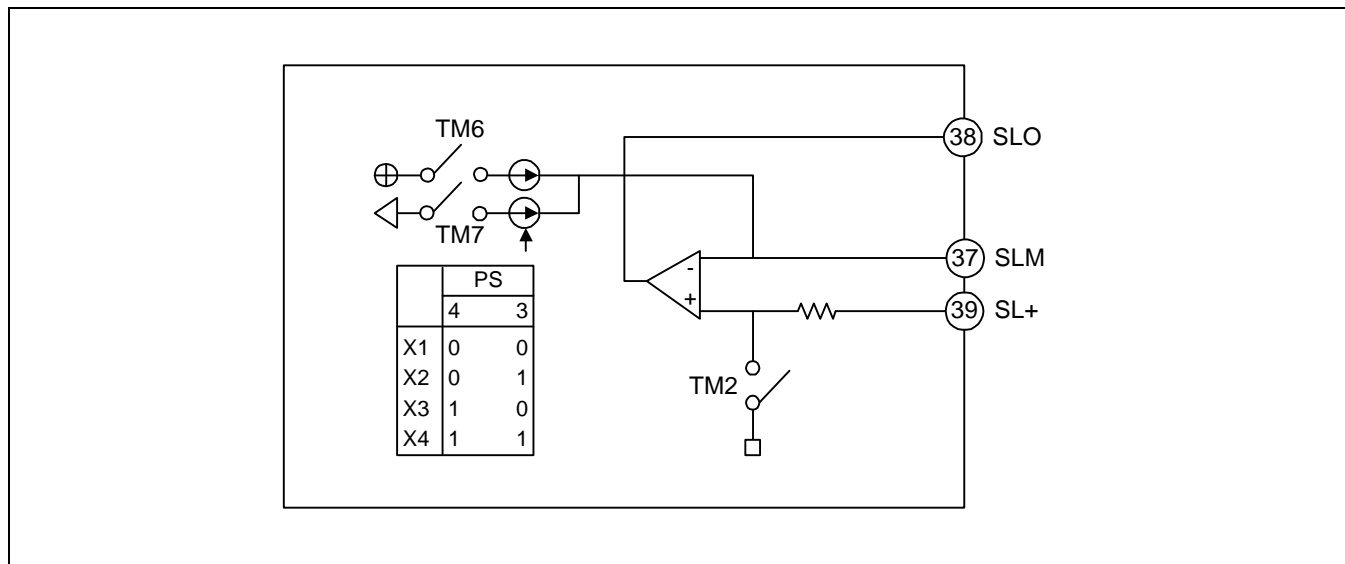 TM6
TM7
38 SLO
37 SLM
39 SL+
-
+
TM2
PS
4 3
X1 0 0
X2 0 1
X3 1 0
X4 1 1